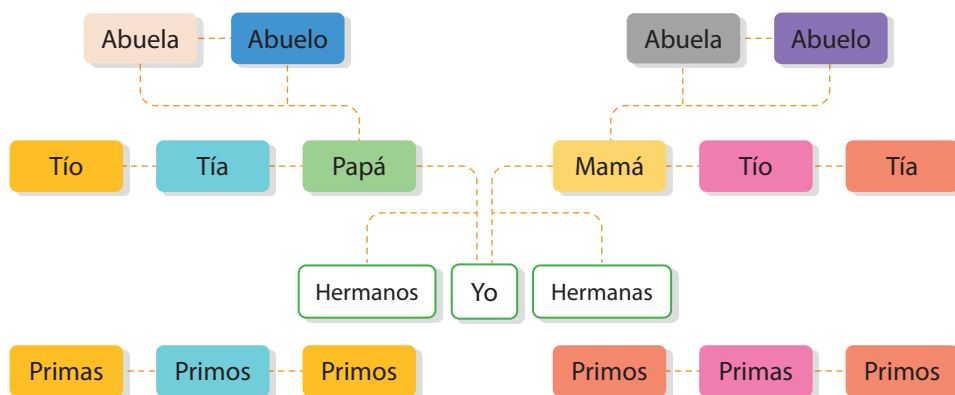 Abuela Abuelo Abuela Abuelo
Tío Tía Papá Mamá Tío Tía
Hermanos Yo Hermanas
Primas Primos Primos Primos Primas Primos